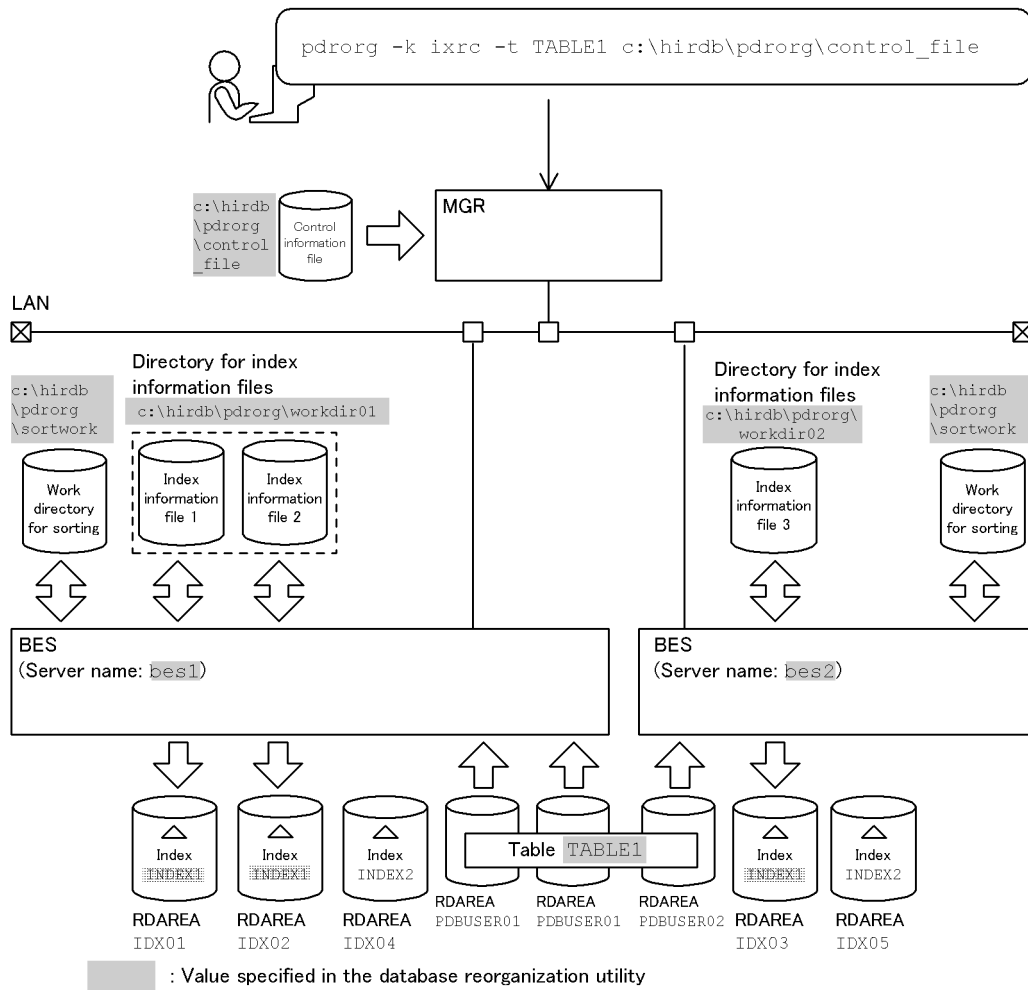 pdrorg -k ixrc -t TABLE1 c:\hirdb\pdrorg\control_file
c:\hirdb
\pdrorg
\control
_file
Control
information
file
MGR
LAN
Directory for index
information files
c:\hirdb\pdrorg\workdir01
Directory for index
information files
c:\hirdb\pdrorg\
workdir02
c:\hirdb
\pdrorg
\sortwork
c:\hirdb
\pdrorg
\sortwork
Work
directory
for sorting
Index
information
file 1
Index
information
file 2
Index
information
file 3
Work
directory
for sorting
BES
(Server name: bes1)
BES
(Server name: bes2)
Index
INDEX1
Index
INDEX1
Index
INDEX2
Table TABLE1
Index
INDEX1
Index
INDEX2
RDAREA
IDX01
RDAREA
IDX02
RDAREA
IDX04
RDAREA
PDBUSER01
RDAREA
PDBUSER01
RDAREA
PDBUSER02
RDAREA
IDX03
RDAREA
IDX05
: Value specified in the database reorganization utility